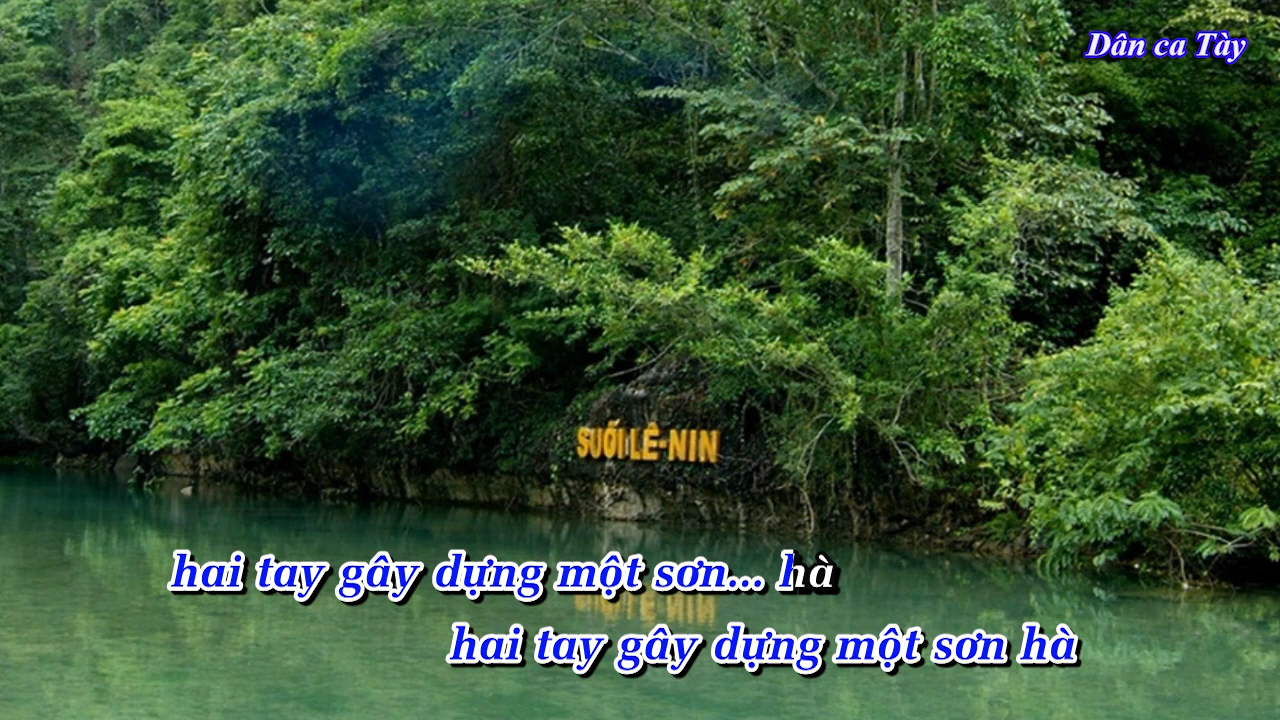 Dân ca Tày
SUỐI LÊ-NIN
hai tay gây dựng một sơn... hà
hai tay gây dựng một sơn hà